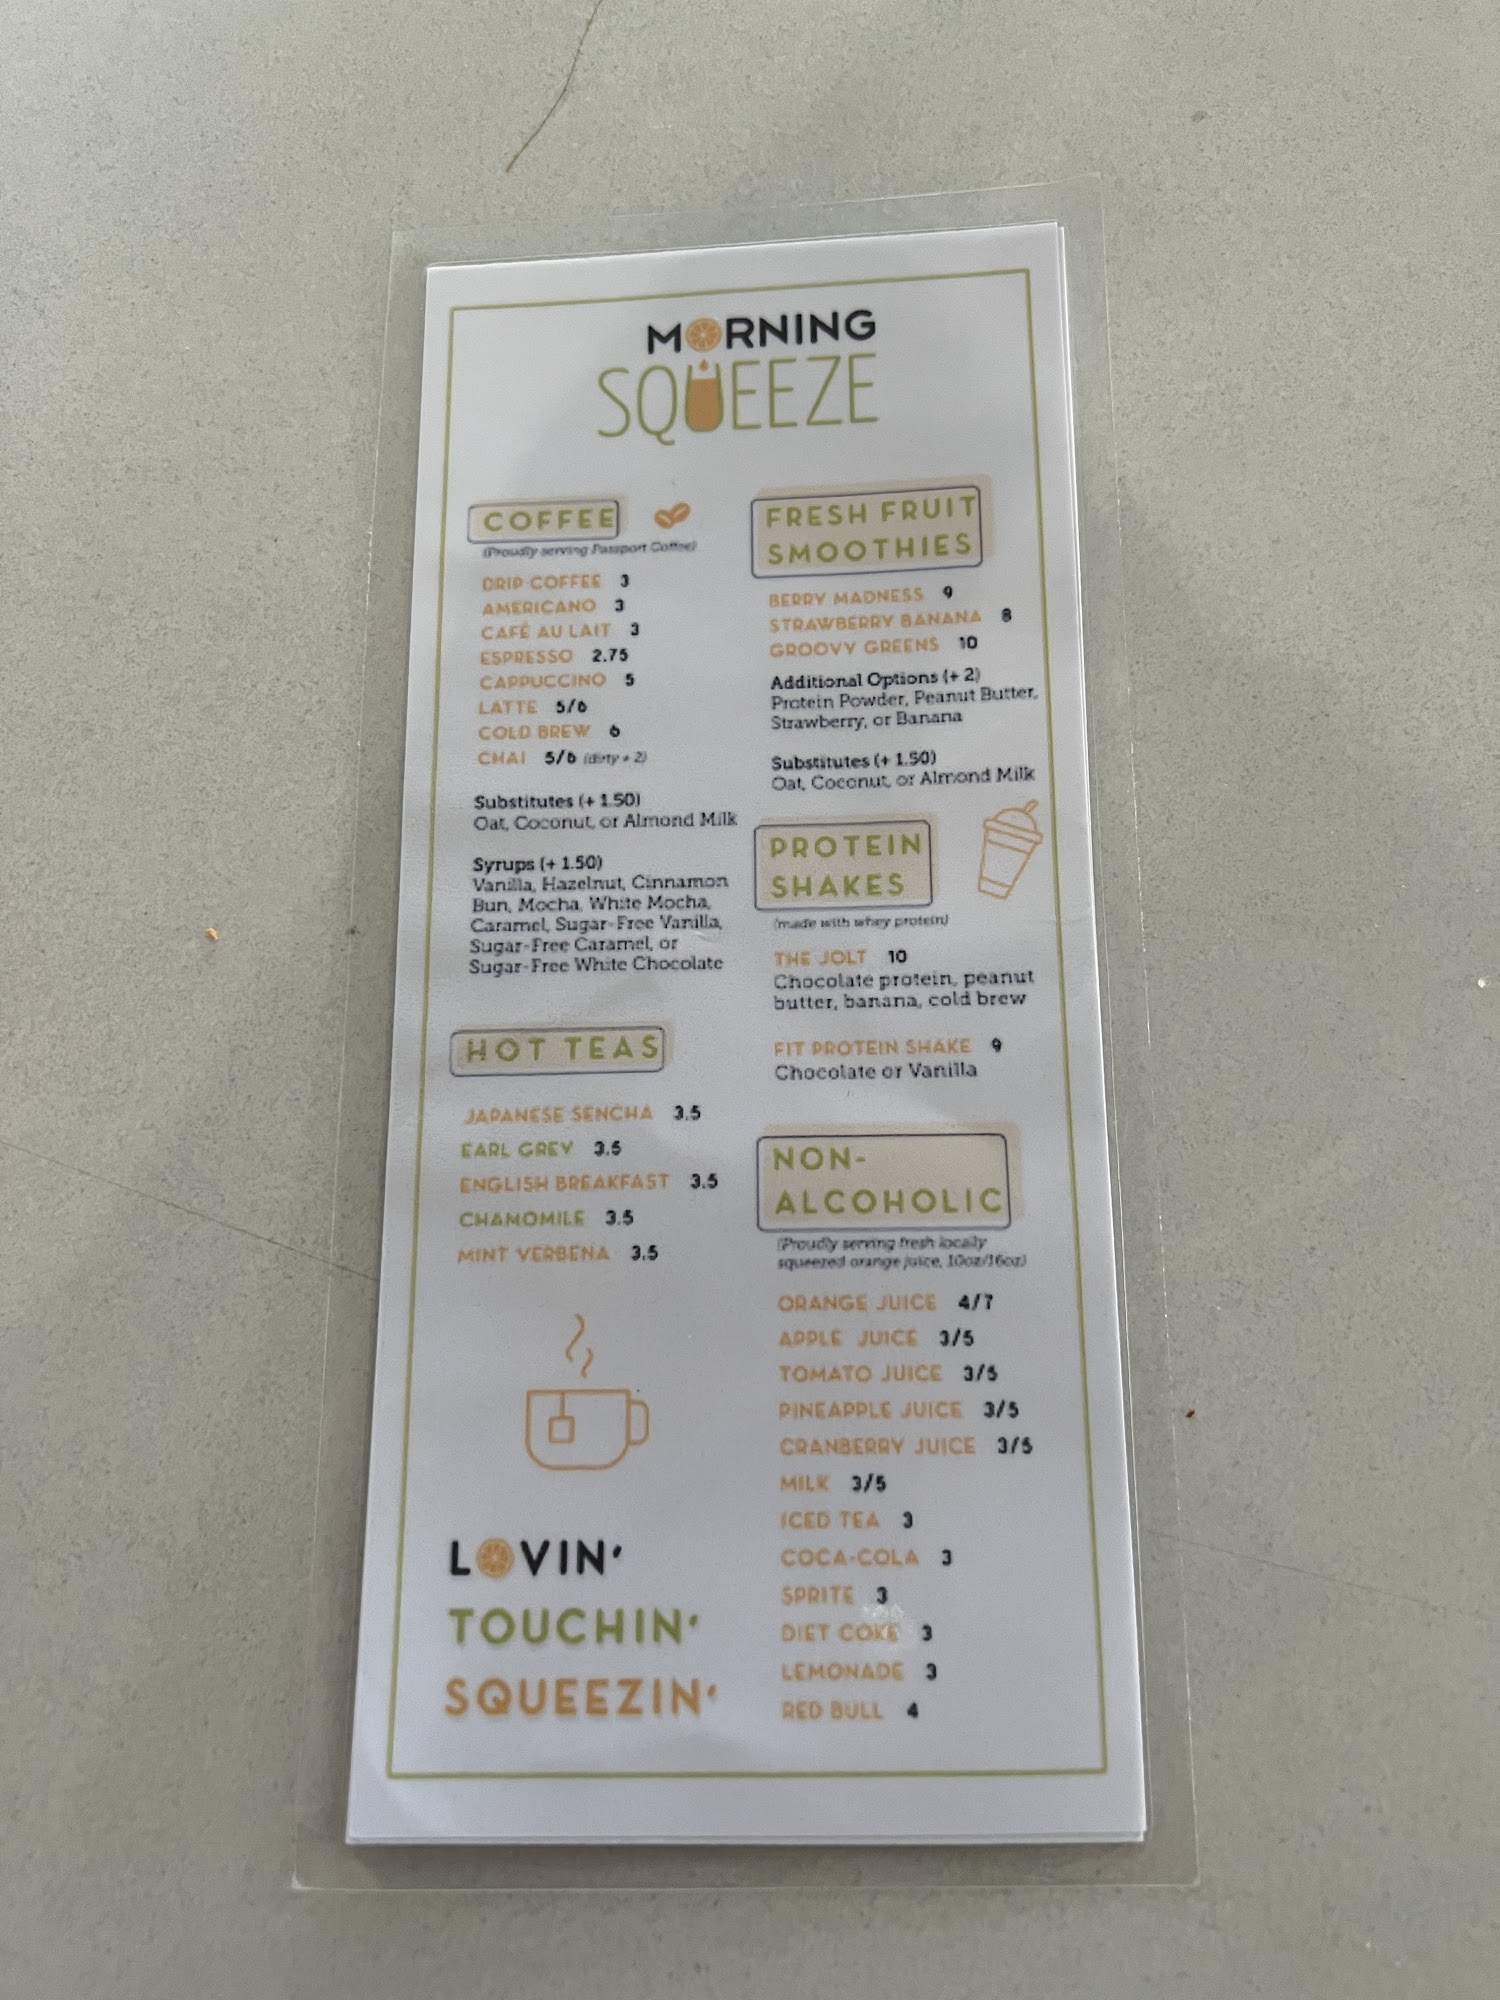 MORNING
SQUEEZE
COFFEE
(Proudly serving Passport Coffee)
DRIP COFFEE 3
AMERICANO 3
CAFÉ AU LAIT 3
ESPRESSO 2.75
CAPPUCCINO 5
LATTE 5/6
COLD BREW 6
CHAI 5/6 (dirty + 2)
Substitutes (+ 1.50)
Oat, Coconut, or Almond Milk
Syrups (+ 1.50)
Vanilla, Hazelnut, Cinnamon
Bun, Mocha, White Mocha,
Caramel, Sugar-Free Vanilla,
Sugar-Free Caramel, or
Sugar-Free White Chocolate
HOT TEAS
JAPANESE SENCHA 3.5
EARL GREY 3.5
ENGLISH BREAKFAST 3.5
CHAMOMILE 3.5
MINT VERBENA 3.5
LOVIN'
TOUCHIN'
SQUEEZIN'
FRESH FRUIT
SMOOTHIES
BERRY MADNESS 9
STRAWBERRY BANANA 8
GROOVY GREENS 10
Additional Options (+ 2)
Protein Powder, Peanut Butter,
Strawberry, or Banana
Substitutes (+ 1.50)
Oat, Coconut, or Almond Milk
PROTEIN
SHAKES
(made with whey protein)
THE JOLT 10
Chocolate protein, peanut
butter, banana, cold brew
FIT PROTEIN SHAKE 9
Chocolate or Vanilla
NON-
ALCOHOLIC
(Proudly serving fresh locally
squeezed orange juice, 10oz/16oz)
ORANGE JUICE 4/7
APPLE JUICE 3/5
TOMATO JUICE 3/5
PINEAPPLE JUICE 3/5
CRANBERRY JUICE 3/5
MILK 3/5
ICED TEA 3
COCA-COLA 3
SPRITE 3
DIET COKE 3
LEMONADE 3
RED BULL 4